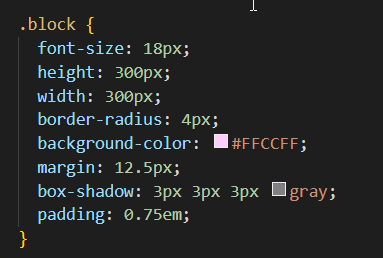 .block {
font-size: 18px;
height: 300px;
width: 300px;
border-radius: 4px;
background-color: #FFCCFF;
margin: 12.5px;
box-shadow: 3px 3px 3px gray;
padding: 0.75em;
}